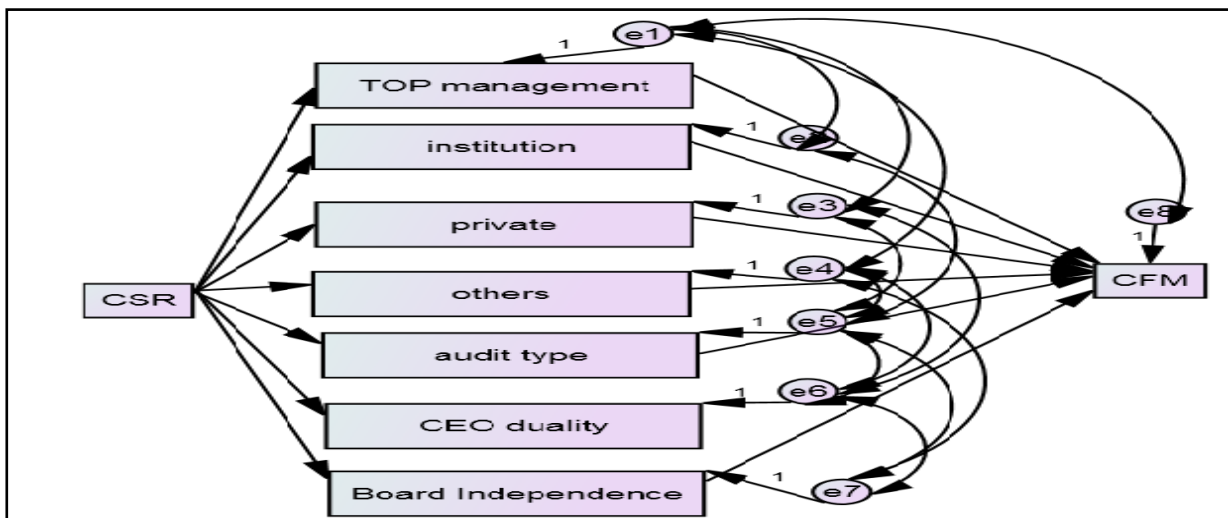 e1
1
TOP management
institution
1
private
1
e3
e8
1
others
1
e4
CSR
CFM
audit type
1
e5
CEO duality
1
e6
Board Independence
1
e7